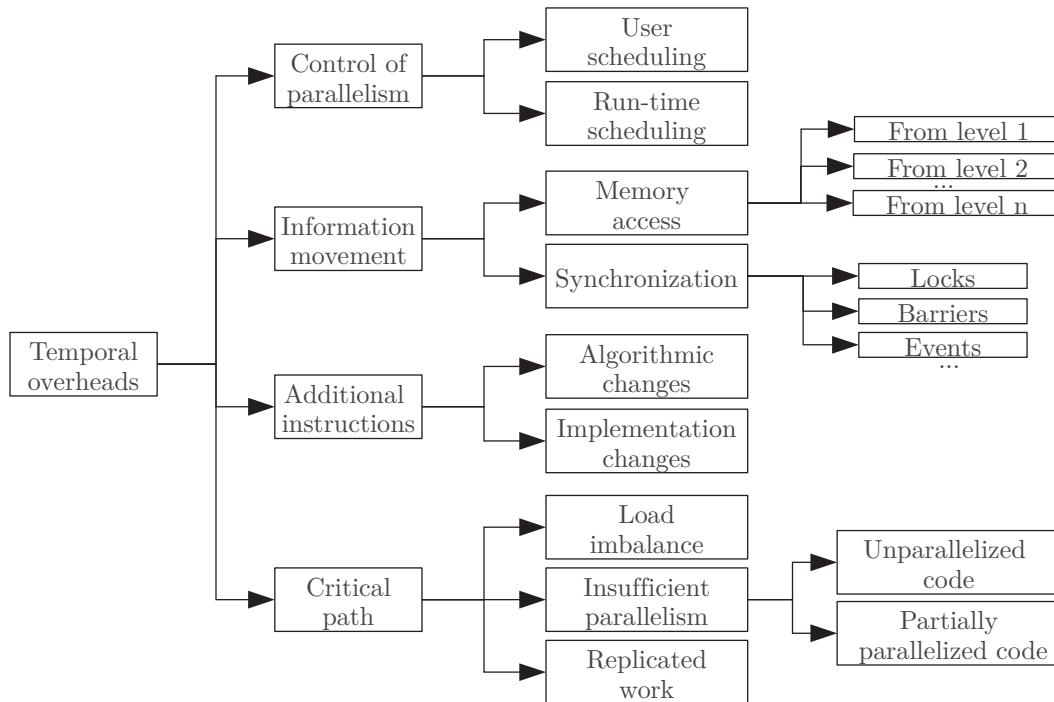 User
scheduling
Control of
parallelism
Run-time
scheduling
From level 1
From level 2
...
From level n
Memory
access
Information
movement
Synchronization
Locks
Barriers
Events
...
Temporal
overheads
Algorithmic
changes
Additional
instructions
Implementation
changes
Load
imbalance
Unparallelized
code
Critical
path
Insufficient
parallelism
Partially
parallelized code
Replicated
work